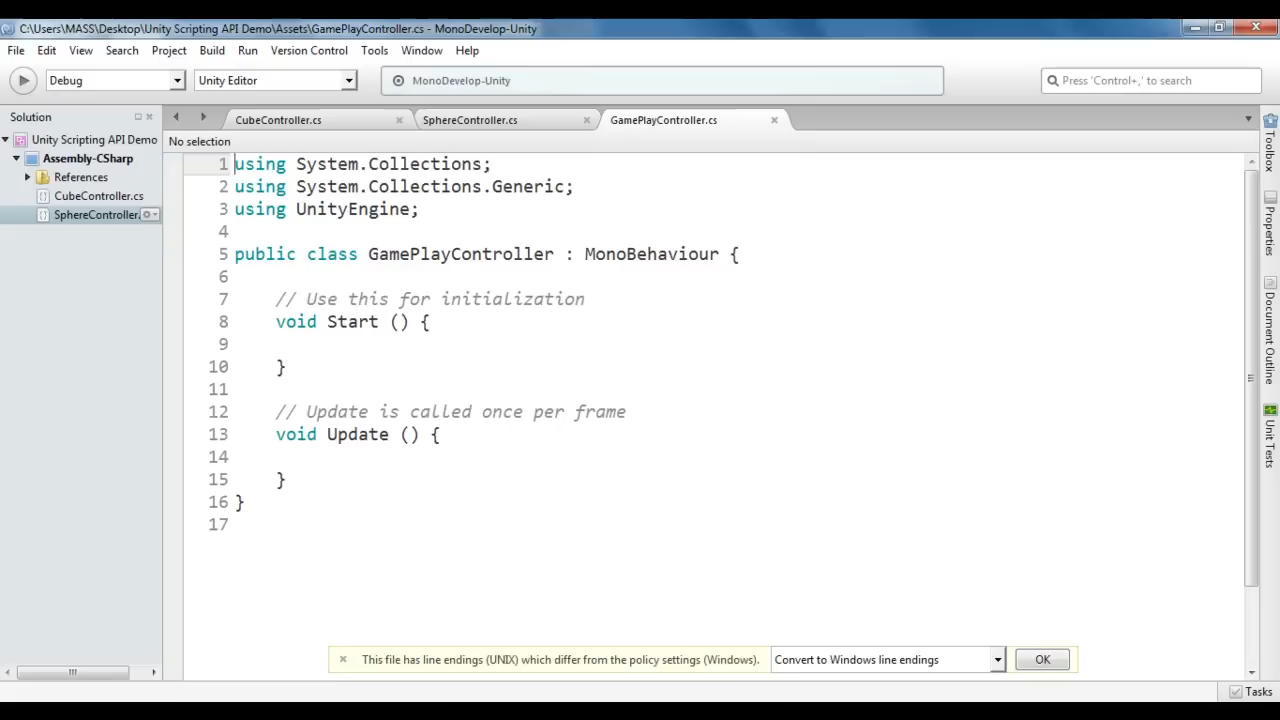 C:\Users\MASS\Desktop\Unity Scripting API Demo\Assets\GamePlayController.cs - MonoDevelop-Unity
File Edit View Search Project Build Run Version Control Tools Window Help
Debug Unity Editor MonoDevelop-Unity Press 'Control+,' to search
Solution CubeController.cs SphereController.cs GamePlayController.cs
Unity Scripting API Demo
Assembly-CSharp
References
CubeController.cs
SphereController.
No selection
1 using System.Collections;
2 using System.Collections.Generic;
3 using UnityEngine;
4
5 public class GamePlayController : MonoBehaviour {
6
7     // Use this for initialization
8     void Start () {
9
10     }
11
12     // Update is called once per frame
13     void Update () {
14
15     }
16 }
17
This file has line endings (UNIX) which differ from the policy settings (Windows). Convert to Windows line endings OK
Toolbox
Properties
Document Outline
Unit Tests
Tasks